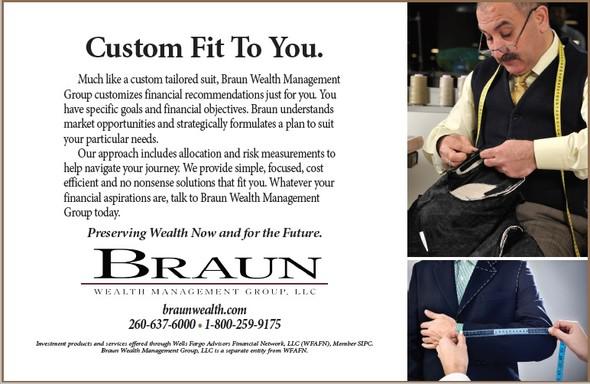 Custom Fit To You.
Much like a custom tailored suit, Braun Wealth Management
Group customizes financial recommendations just for you. You
have specific goals and financial objectives. Braun understands
market opportunities and strategically formulates a plan to suit
your particular needs.
Our approach includes allocation and risk measurements to
help navigate your journey. We provide simple, focused, cost
efficient and no nonsense solutions that fit you. Whatever your
financial aspirations are, talk to Braun Wealth Management
Group today.
Preserving Wealth Now and for the Future.
BRAUN
WEALTH MANAGEMENT GROUP, LLC
braunwealth.com
260-637-6000 • 1-800-259-9175
Investment products and services offered through Wells Fargo Advisors Financial Network, LLC (WFAFN), Member SIPC.
Braun Wealth Management Group, LLC is a separate entity from WFAFN.